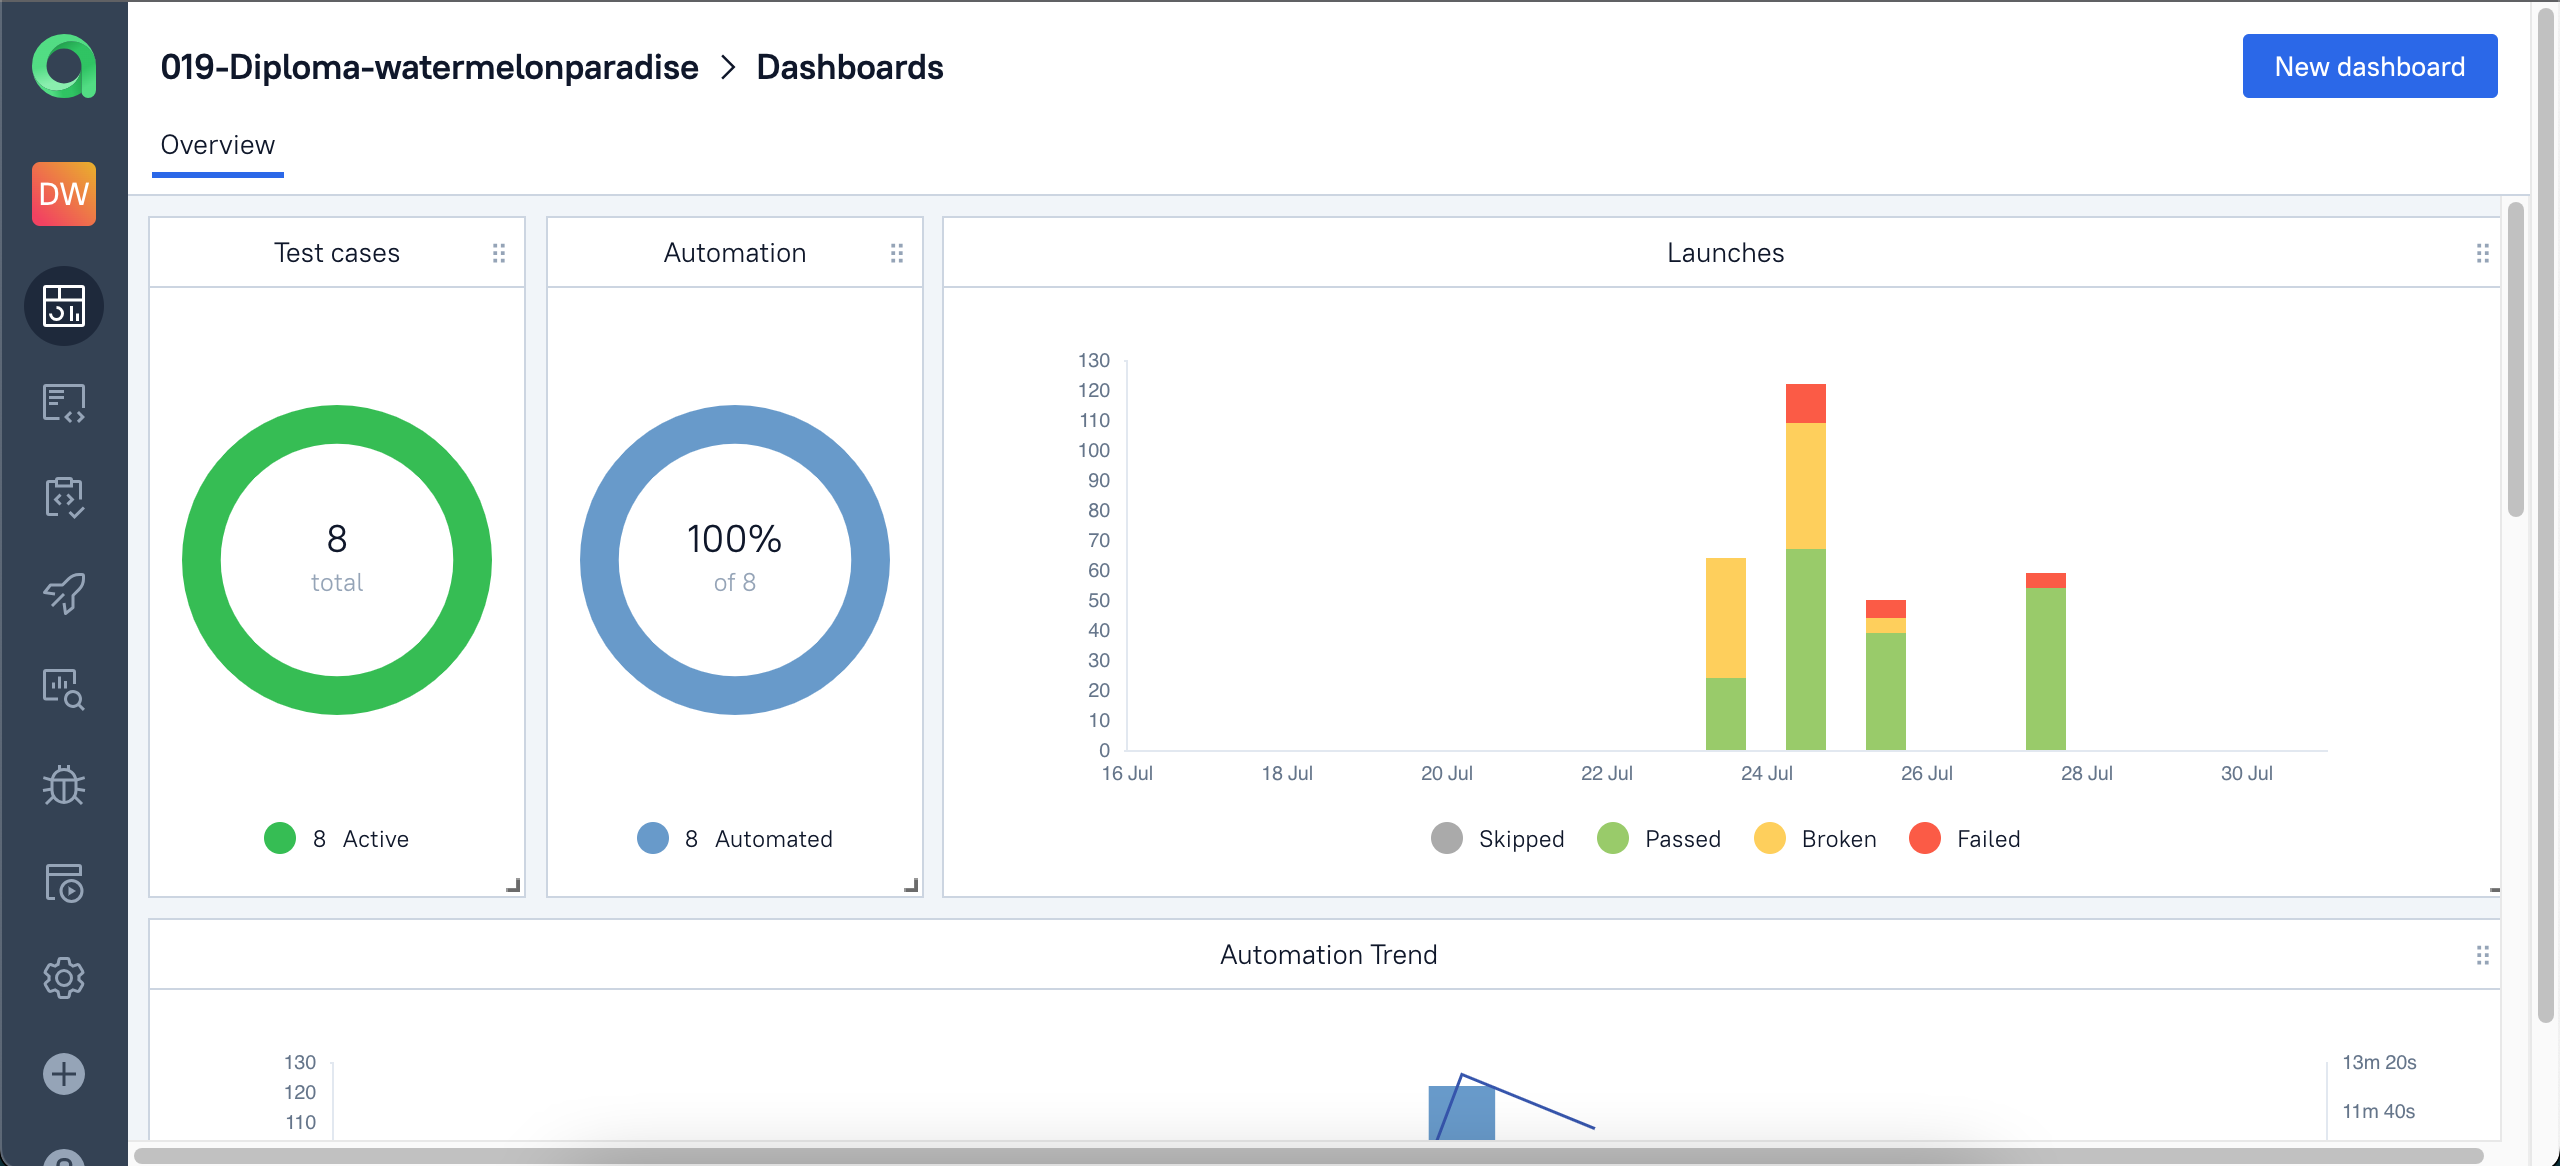 019-Diploma-watermelonparadise > Dashboards
New dashboard
DW
Overview
Test cases
Automation
Launches
8
total
100%
of 8
130
120
110
100
90
80
70
60
50
40
30
20
10
0
16 Jul 18 Jul 20 Jul 22 Jul 24 Jul 26 Jul 28 Jul 30 Jul
8 Active
8 Automated
Skipped Passed Broken Failed
Automation Trend
130
120
110
13m 20s
11m 40s